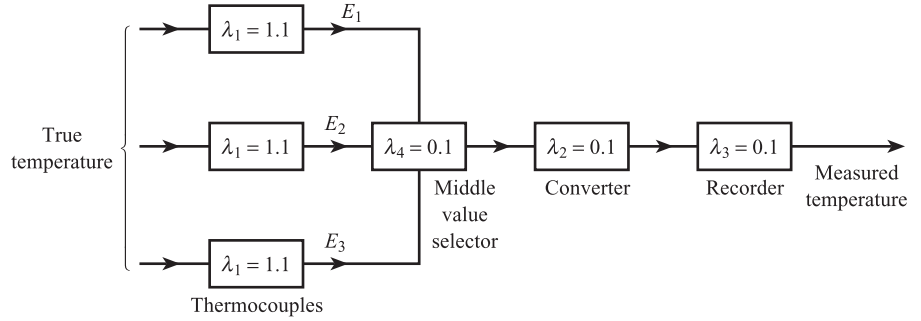 λ₁ = 1.1
E₁
True
temperature
λ₁ = 1.1
E₂
λ₄ = 0.1
Middle
value
selector
λ₂ = 0.1
Converter
λ₃ = 0.1
Recorder
Measured
temperature
λ₁ = 1.1
E₃
Thermocouples